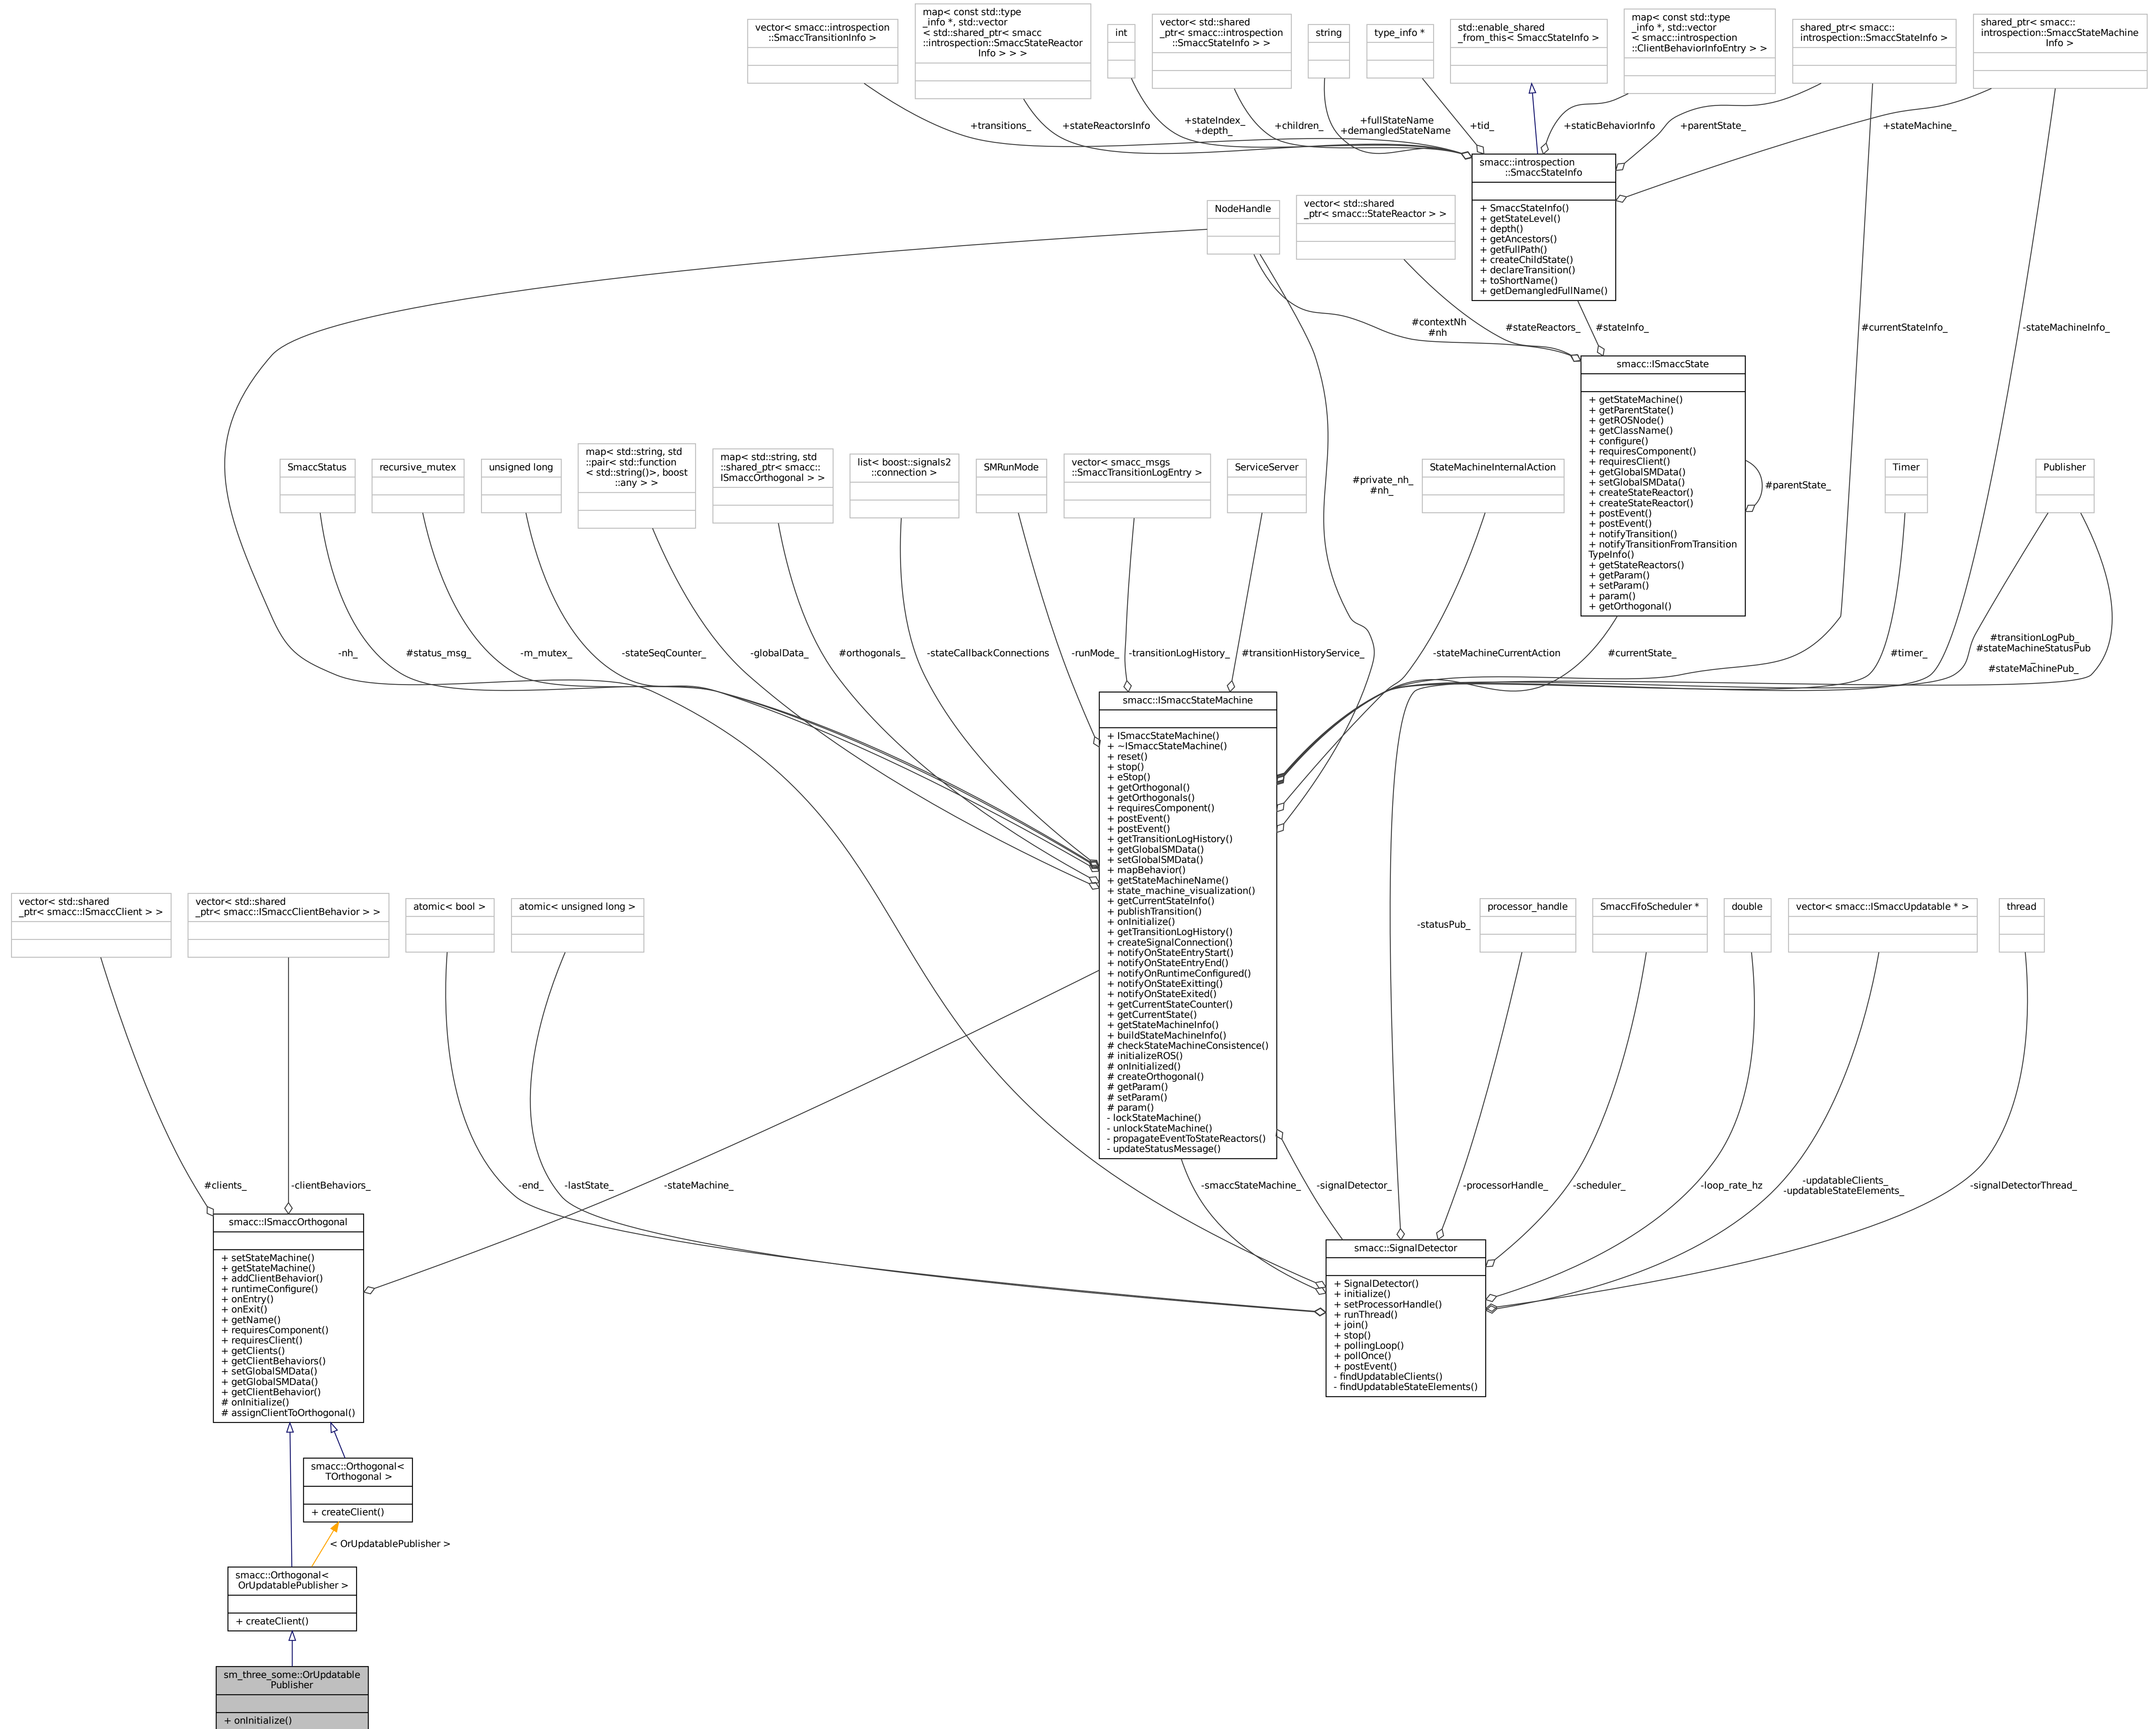 vector< smacc::introspection
::SmaccTransitionInfo >
map< const std::type
_info *, std::vector
< std::shared_ptr< smacc
::introspection::SmaccStateReactor
Info > > >
int
vector< std::shared
_ptr< smacc::introspection
::SmaccStateInfo > >
string
type_info *
std::enable_shared
_from_this< SmaccStateInfo >
map< const std::type
_info *, std::vector
< smacc::introspection
::ClientBehaviorInfoEntry > >
shared_ptr< smacc::
introspection::SmaccStateInfo >
shared_ptr< smacc::
introspection::SmaccStateMachine
Info >
+transitions_
+stateReactorsInfo
+stateIndex_
+depth_
+children_
+fullStateName
+demangledStateName
+tid_
+staticBehaviorInfo
+parentState_
+stateMachine_
smacc::introspection
::SmaccStateInfo
+ SmaccStateInfo()
+ getStateLevel()
+ depth()
+ getAncestors()
+ getFullPath()
+ createChildState()
+ declareTransition()
+ toShortName()
+ getDemangledFullName()
NodeHandle
vector< std::shared
_ptr< smacc::StateReactor > >
#contextNh
#nh
#stateReactors_
#stateInfo_
#currentStateInfo_
-stateMachineInfo_
smacc::ISmaccState
+ getStateMachine()
+ getParentState()
+ getROSNode()
+ getClassName()
+ configure()
+ requiresComponent()
+ requiresClient()
+ getGlobalSMData()
+ setGlobalSMData()
+ createStateReactor()
+ createStateReactor()
+ postEvent()
+ postEvent()
+ notifyTransition()
+ notifyTransitionFromTransition
TypeInfo()
+ getStateReactors()
+ getParam()
+ setParam()
+ param()
+ getOrthogonal()
#parentState_
SmaccStatus
recursive_mutex
unsigned long
map< std::string, std
::pair< std::function
< std::string()>, boost
::any > >
map< std::string, std
::shared_ptr< smacc::
ISmaccOrthogonal > >
list< boost::signals2
::connection >
SMRunMode
vector< smacc_msgs
::SmaccTransitionLogEntry >
ServiceServer
#private_nh_
#nh_
StateMachineInternalAction
Timer
Publisher
-nh_
#status_msg_
-m_mutex_
-stateSeqCounter_
-globalData_
#orthogonals_
-stateCallbackConnections
-runMode_
-transitionLogHistory_
#transitionHistoryService_
-stateMachineCurrentAction
#currentState_
#timer_
#transitionLogPub_
#stateMachineStatusPub
_
#stateMachinePub_
smacc::ISmaccStateMachine
+ ISmaccStateMachine()
+ ~ISmaccStateMachine()
+ reset()
+ stop()
+ eStop()
+ getOrthogonal()
+ getOrthogonals()
+ requiresComponent()
+ postEvent()
+ postEvent()
+ getTransitionLogHistory()
+ getGlobalSMData()
+ setGlobalSMData()
+ mapBehavior()
+ getStateMachineName()
+ state_machine_visualization()
+ getCurrentStateInfo()
+ publishTransition()
+ onInitialize()
+ getTransitionLogHistory()
+ createSignalConnection()
+ notifyOnStateEntryStart()
+ notifyOnStateEntryEnd()
+ notifyOnRuntimeConfigured()
+ notifyOnStateExitting()
+ notifyOnStateExited()
+ getCurrentStateCounter()
+ getCurrentState()
+ getStateMachineInfo()
+ buildStateMachineInfo()
# checkStateMachineConsistence()
# initializeROS()
# onInitialized()
# createOrthogonal()
# getParam()
# setParam()
# param()
- lockStateMachine()
- unlockStateMachine()
- propagateEventToStateReactors()
- updateStatusMessage()
vector< std::shared
_ptr< smacc::ISmaccClient > >
vector< std::shared
_ptr< smacc::ISmaccClientBehavior > >
atomic< bool >
atomic< unsigned long >
-statusPub_
processor_handle
SmaccFifoScheduler *
double
vector< smacc::ISmaccUpdatable * >
thread
#clients_
-clientBehaviors_
-end_
-lastState_
-stateMachine_
-smaccStateMachine_
-signalDetector_
-processorHandle_
-scheduler_
-loop_rate_hz
-updatableClients_
-updatableStateElements_
-signalDetectorThread_
smacc::ISmaccOrthogonal
+ setStateMachine()
+ getStateMachine()
+ addClientBehavior()
+ runtimeConfigure()
+ onEntry()
+ onExit()
+ getName()
+ requiresComponent()
+ requiresClient()
+ getClients()
+ getClientBehaviors()
+ setGlobalSMData()
+ getGlobalSMData()
+ getClientBehavior()
# onInitialize()
# assignClientToOrthogonal()
smacc::SignalDetector
+ SignalDetector()
+ initialize()
+ setProcessorHandle()
+ runThread()
+ join()
+ stop()
+ pollingLoop()
+ pollOnce()
+ postEvent()
- findUpdatableClients()
- findUpdatableStateElements()
smacc::Orthogonal<
TOrthogonal >
+ createClient()
< OrUpdatablePublisher >
smacc::Orthogonal<
OrUpdatablePublisher >
+ createClient()
sm_three_some::OrUpdatable
Publisher
+ onInitialize()